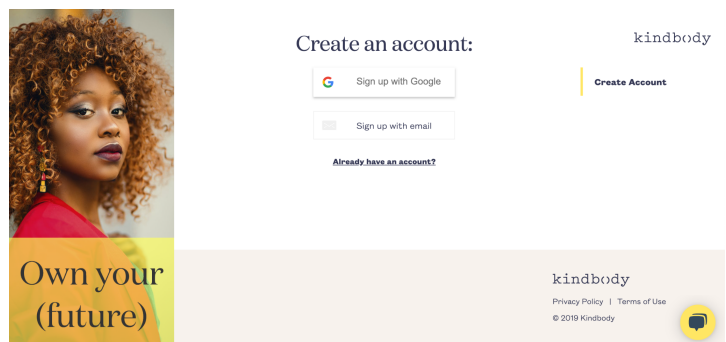 Create an account:
kindbody
Sign up with Google
Create Account
Sign up with email
Already have an account?
Own your
(future)
kindbody
Privacy Policy | Terms of Use
© 2019 Kindbody